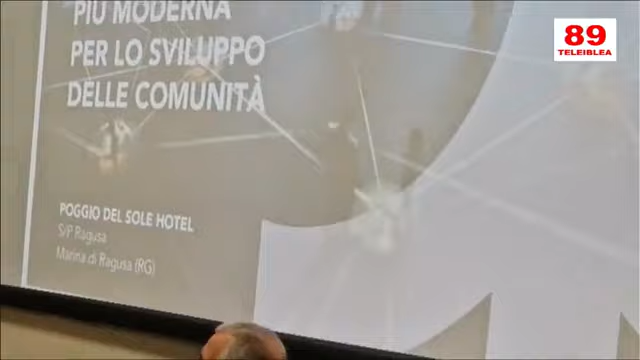 PIÙ MODERNA
PER LO SVILUPPO
DELLE COMUNITÀ
POGGIO DEL SOLE HOTEL
S/P Ragusa
Marina di Ragusa (RG)
89
TELEIBLEA